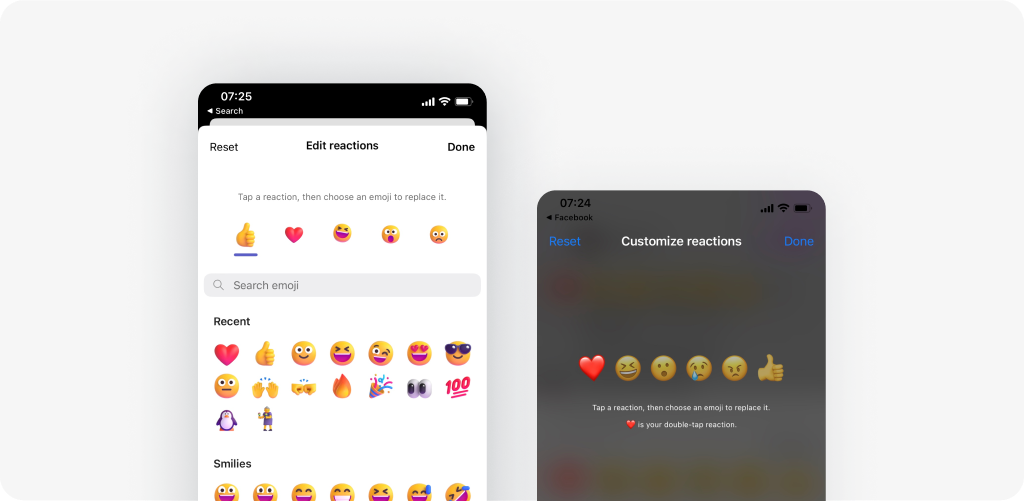 07:25
◀ Search
Reset Edit reactions Done
Tap a reaction, then choose an emoji to replace it.
Search emoji
Recent
100
Smilies
07:24
◀ Facebook
Reset Customize reactions Done
Tap a reaction, then choose an emoji to replace it.
❤️ is your double-tap reaction.